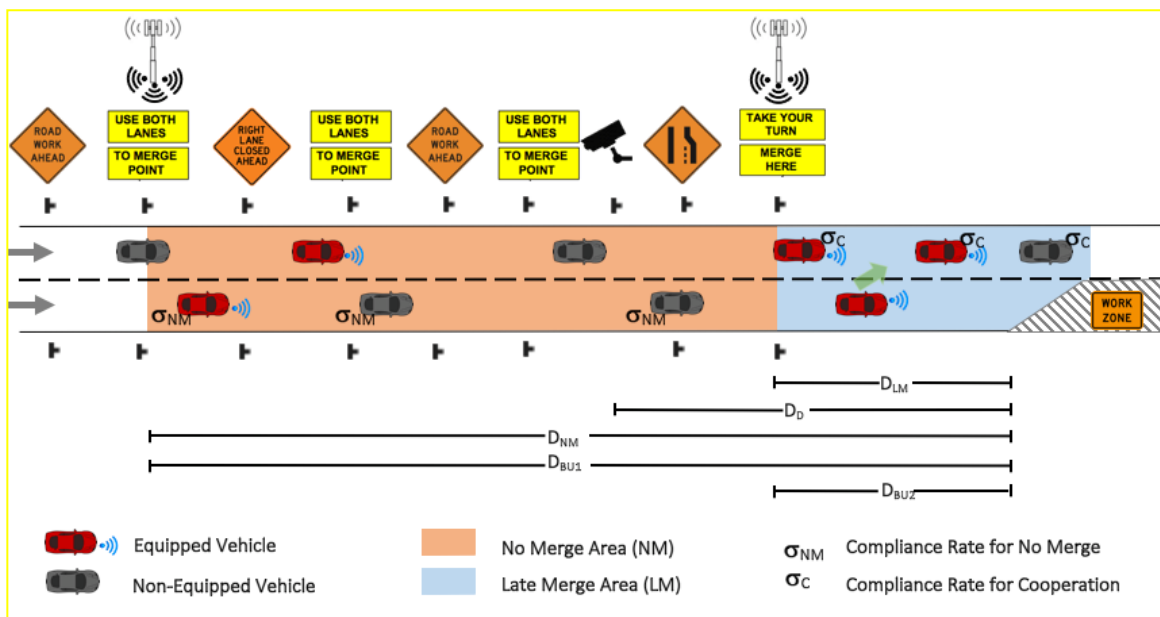 ROAD
WORK
AHEAD
USE BOTH
LANES
TO MERGE
POINT
RIGHT
LANE
CLOSED
AHEAD
USE BOTH
LANES
TO MERGE
POINT
ROAD
WORK
AHEAD
USE BOTH
LANES
TO MERGE
POINT
TAKE YOUR
TURN
MERGE
HERE
σC
σC
σC
σNM
σNM
σNM
WORK
ZONE
DLM
DD
DNM
DBU1
DBU2
Equipped Vehicle
No Merge Area (NM)
σNM Compliance Rate for No Merge
Non-Equipped Vehicle
Late Merge Area (LM)
σC Compliance Rate for Cooperation